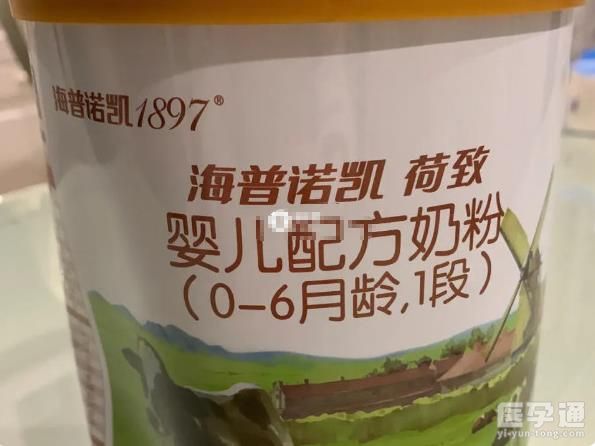 海普诺凯1897®
海普诺凯 荷致
婴儿配方奶粉
(0-6月龄,1段)
医孕通
yi-yun-tong.com